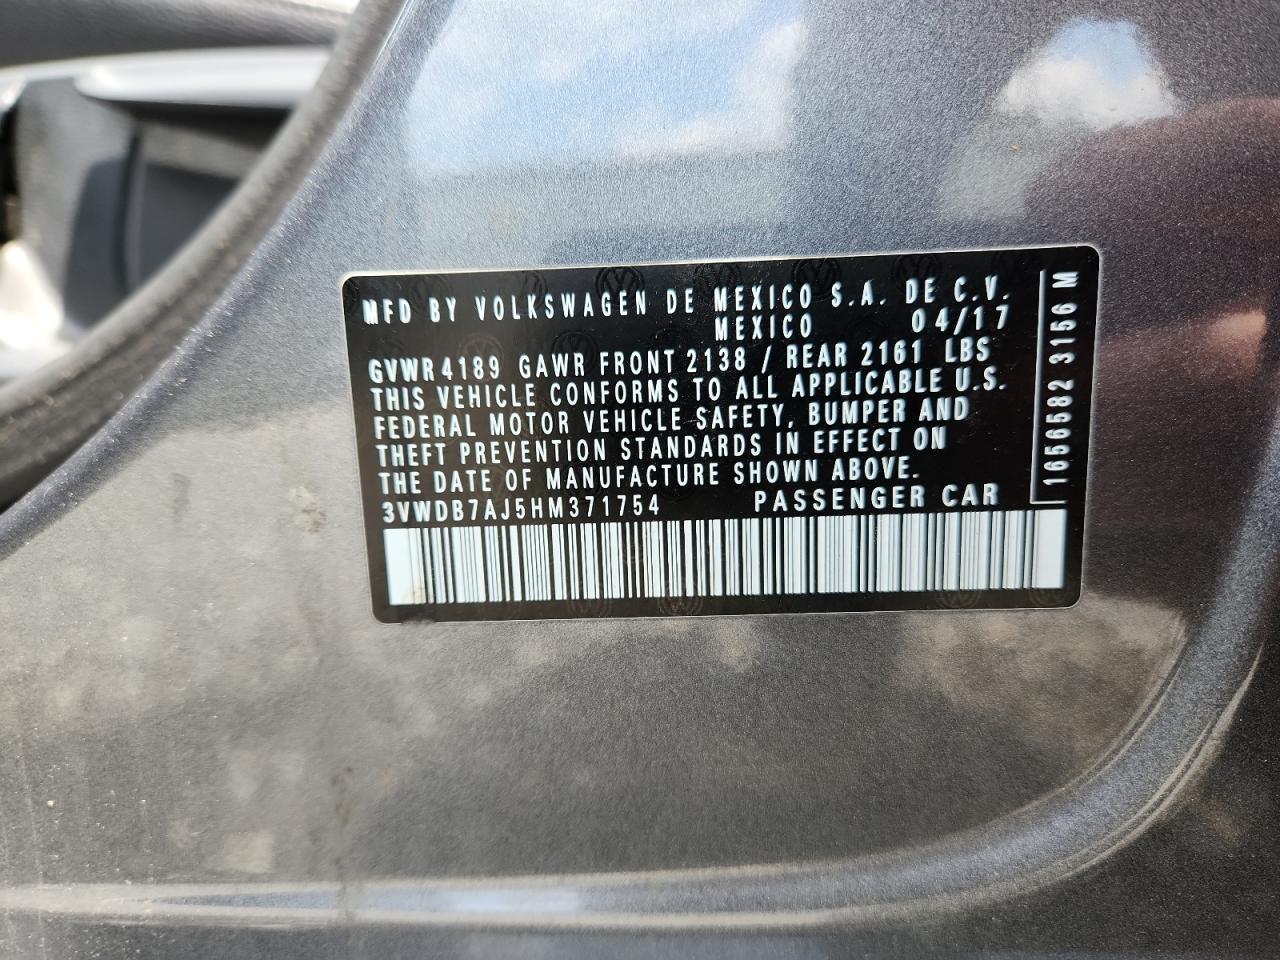 MFD BY VOLKSWAGEN DE MEXICO S.A. DE C.V.
MEXICO 04/17
GVWR 4189 GAWR FRONT 2138 / REAR 2161 LBS
THIS VEHICLE CONFORMS TO ALL APPLICABLE U.S.
FEDERAL MOTOR VEHICLE SAFETY, BUMPER AND
THEFT PREVENTION STANDARDS IN EFFECT ON
THE DATE OF MANUFACTURE SHOWN ABOVE.
3VWDB7AJ5HM371754 PASSENGER CAR
1656582 3156 M